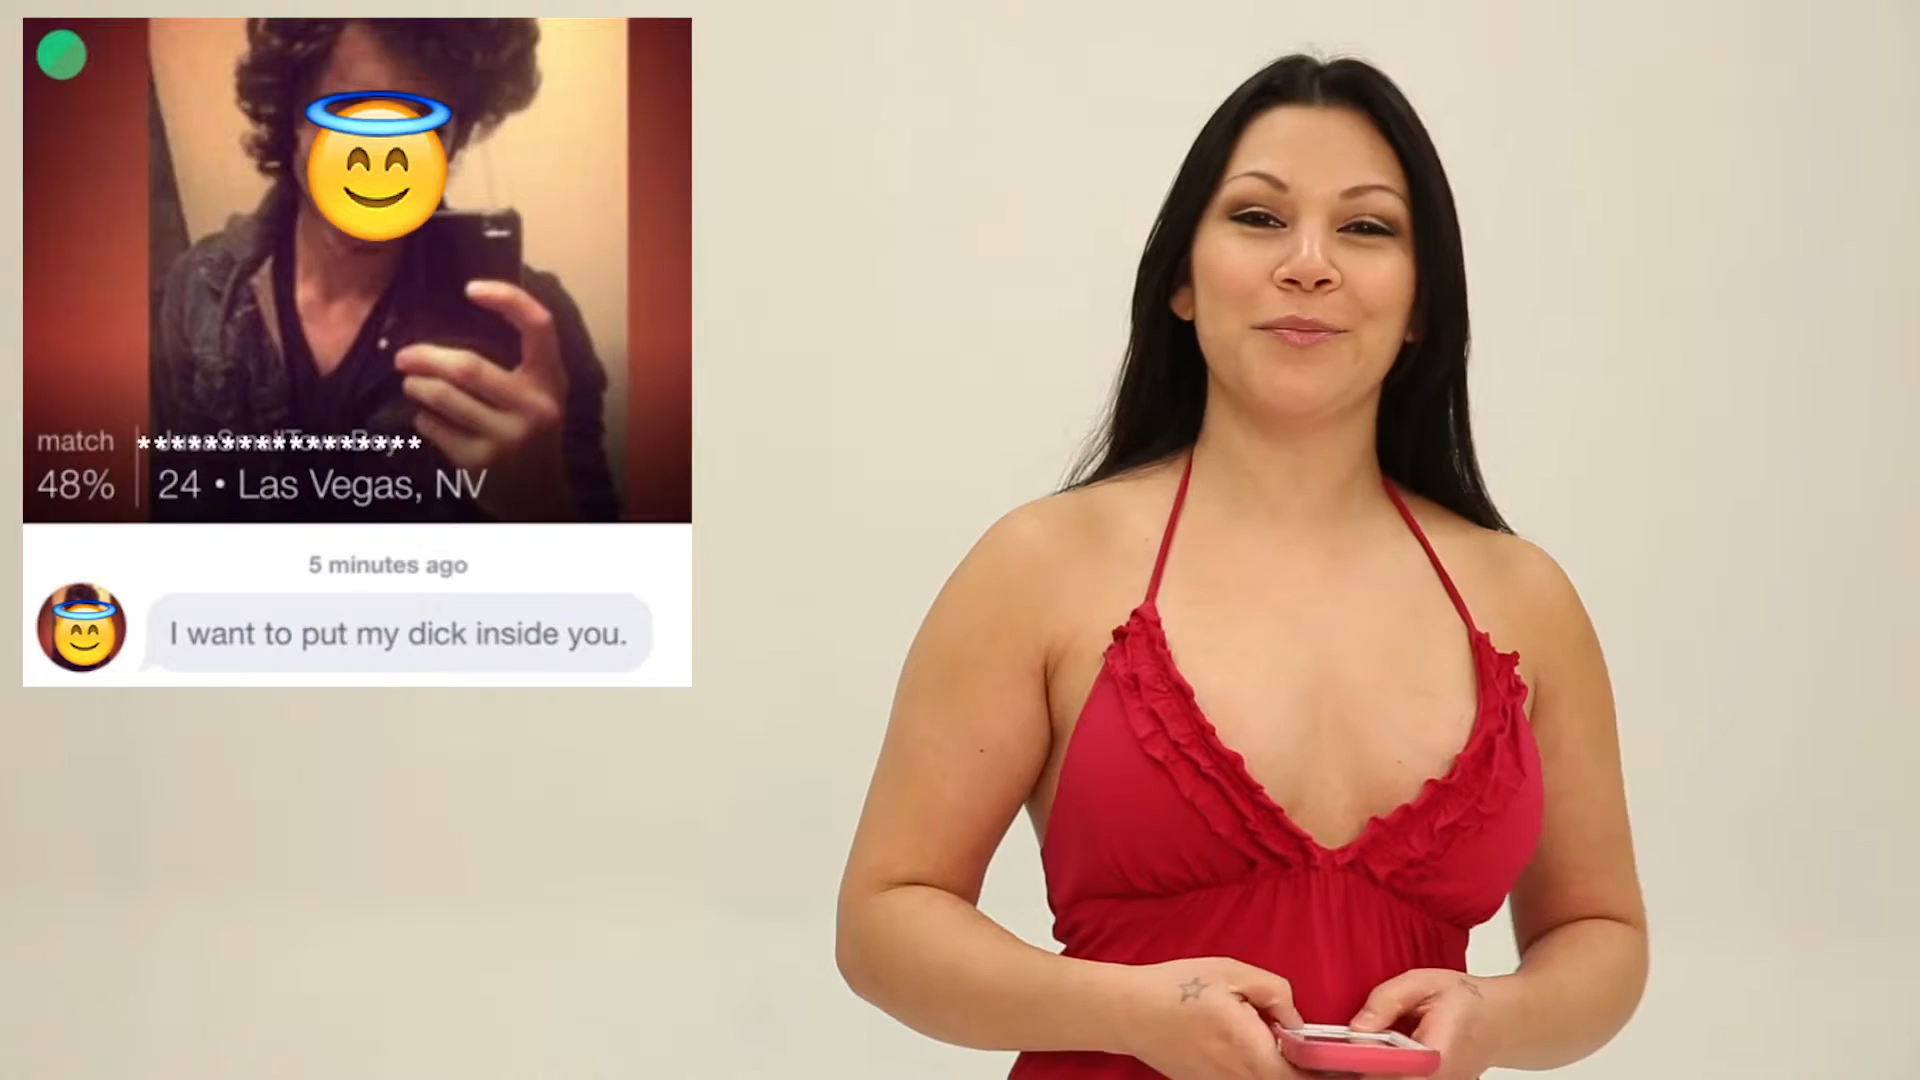 match
******************
48%
24 • Las Vegas, NV
5 minutes ago
I want to put my dick inside you.